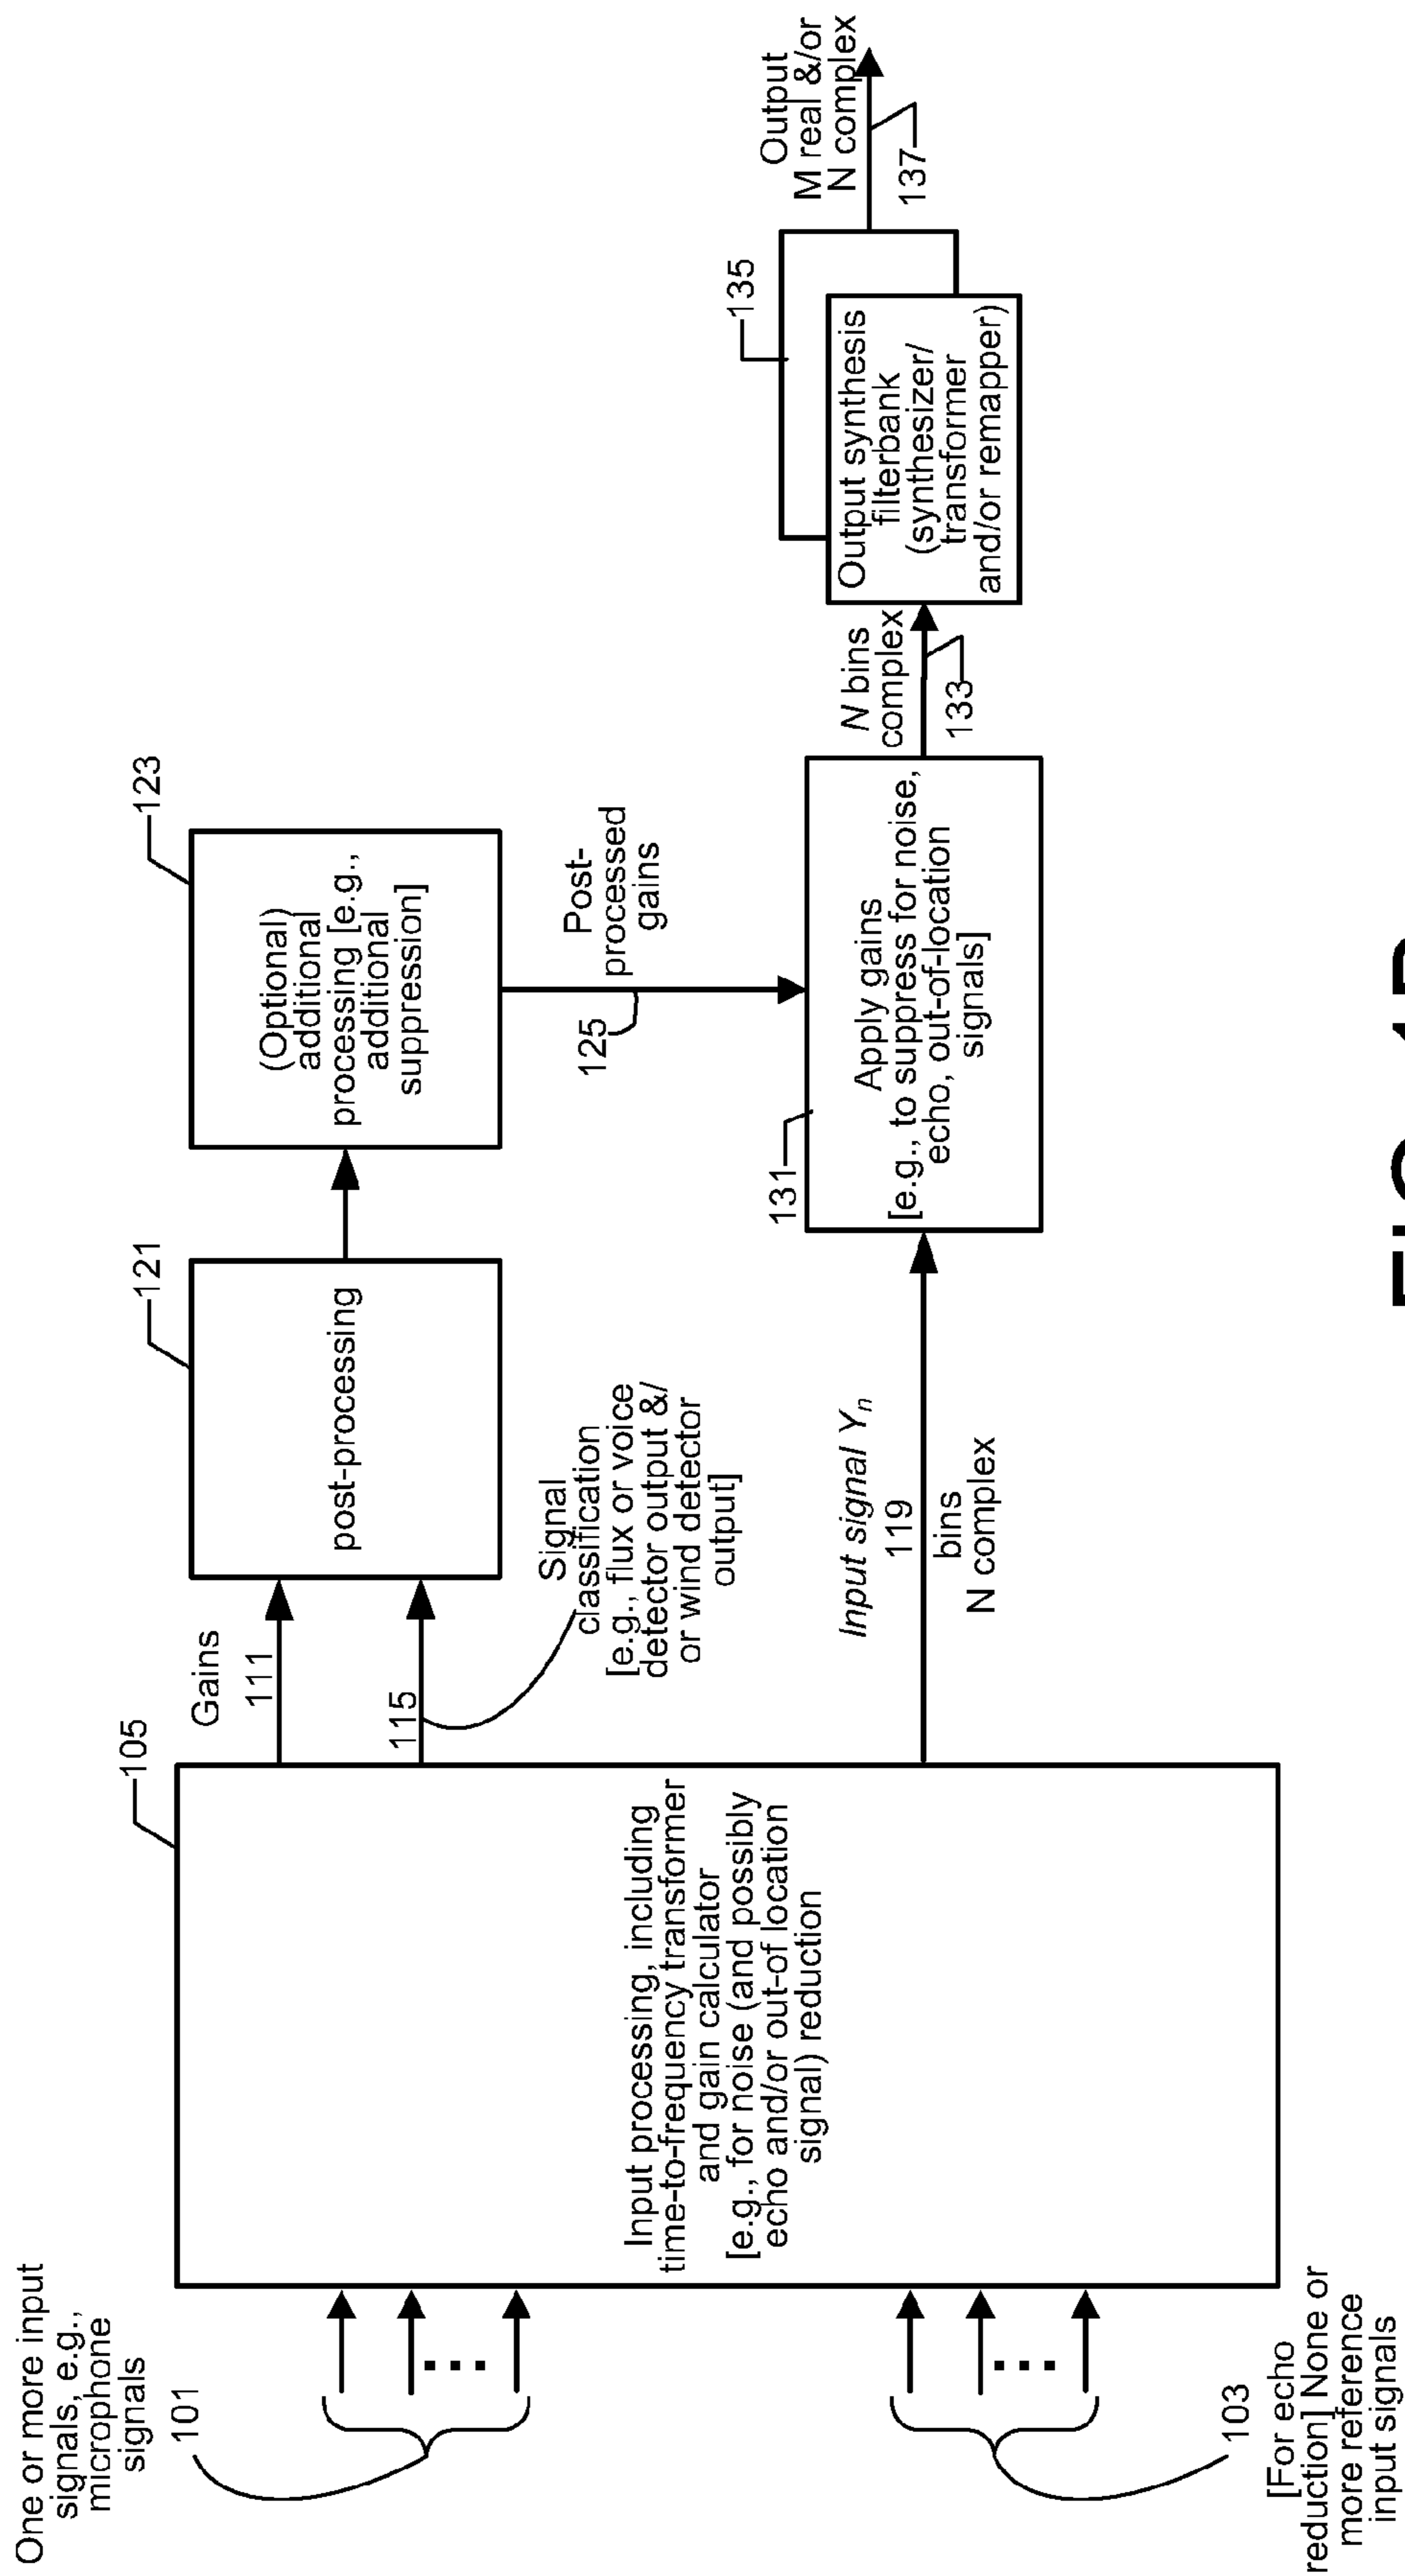 One or more input
signals, e.g.,
microphone
signals
101
105
Input processing, including
time-to-frequency transformer
and gain calculator
[e.g., for noise (and possibly
echo and/or out-of location
signal) reduction
103
[For echo
reduction] None or
more reference
input signals
Gains
111
115
Signal
classification
[e.g., flux or voice
detector output &/
or wind detector
output]
121
post-processing
123
(Optional)
additional
processing [e.g.,
additional
suppression]
125
Post-
processed
gains
Input signal Yn
119
bins
N complex
131
Apply gains
[e.g., to suppress for noise,
echo, out-of-location
signals]
N bins
complex
133
135
Output synthesis
filterbank
(synthesizer/
transformer
and/or remapper)
Output
M real &/or
N complex
137